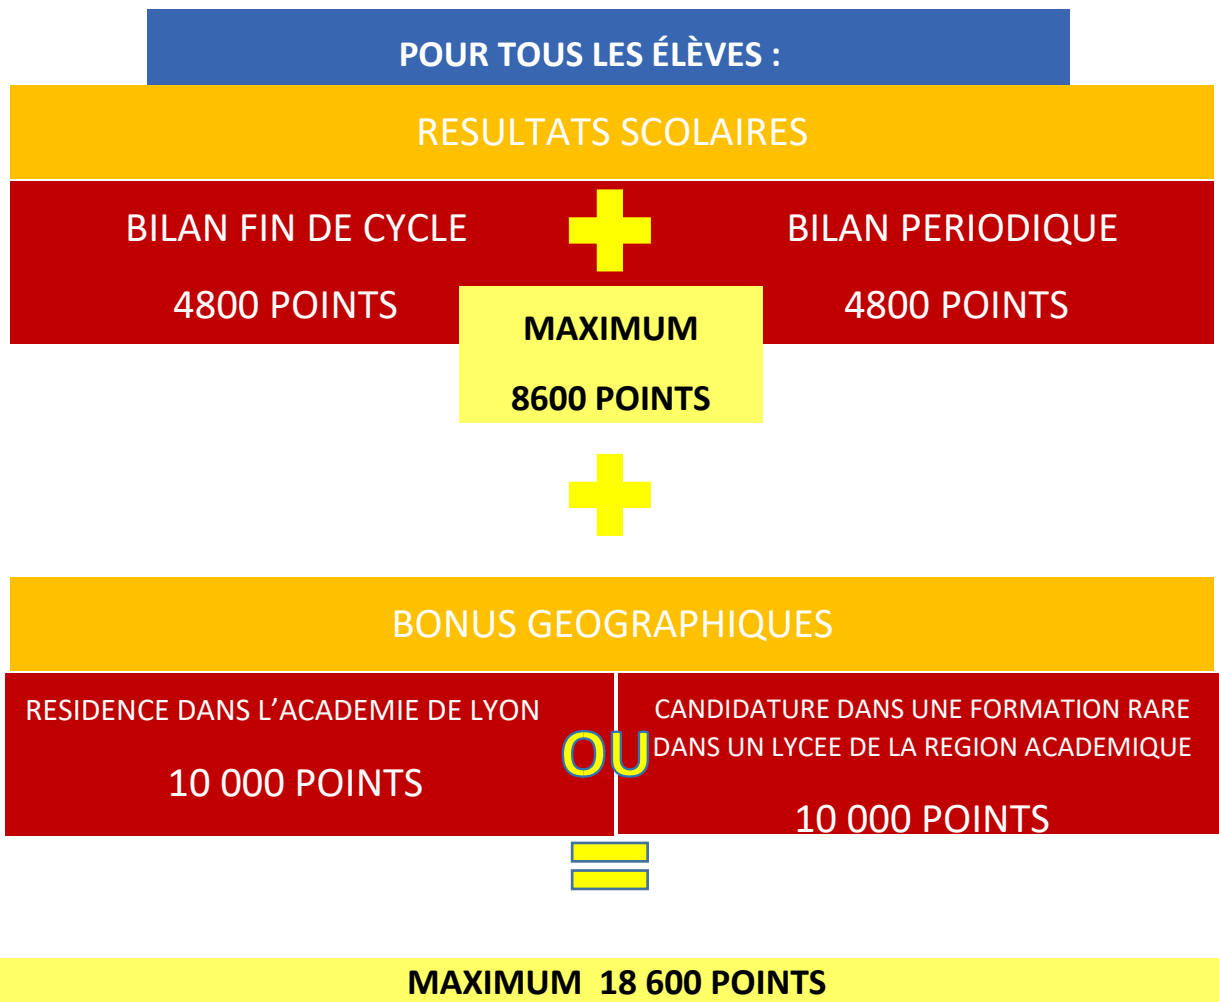 POUR TOUS LES ÉLÈVES :
RESULTATS SCOLAIRES
BILAN FIN DE CYCLE
4800 POINTS
BILAN PERIODIQUE
4800 POINTS
MAXIMUM
8600 POINTS
BONUS GEOGRAPHIQUES
RESIDENCE DANS L'ACADEMIE DE LYON
10 000 POINTS
OU
CANDIDATURE DANS UNE FORMATION RARE
DANS UN LYCEE DE LA REGION ACADEMIQUE
10 000 POINTS
MAXIMUM 18 600 POINTS